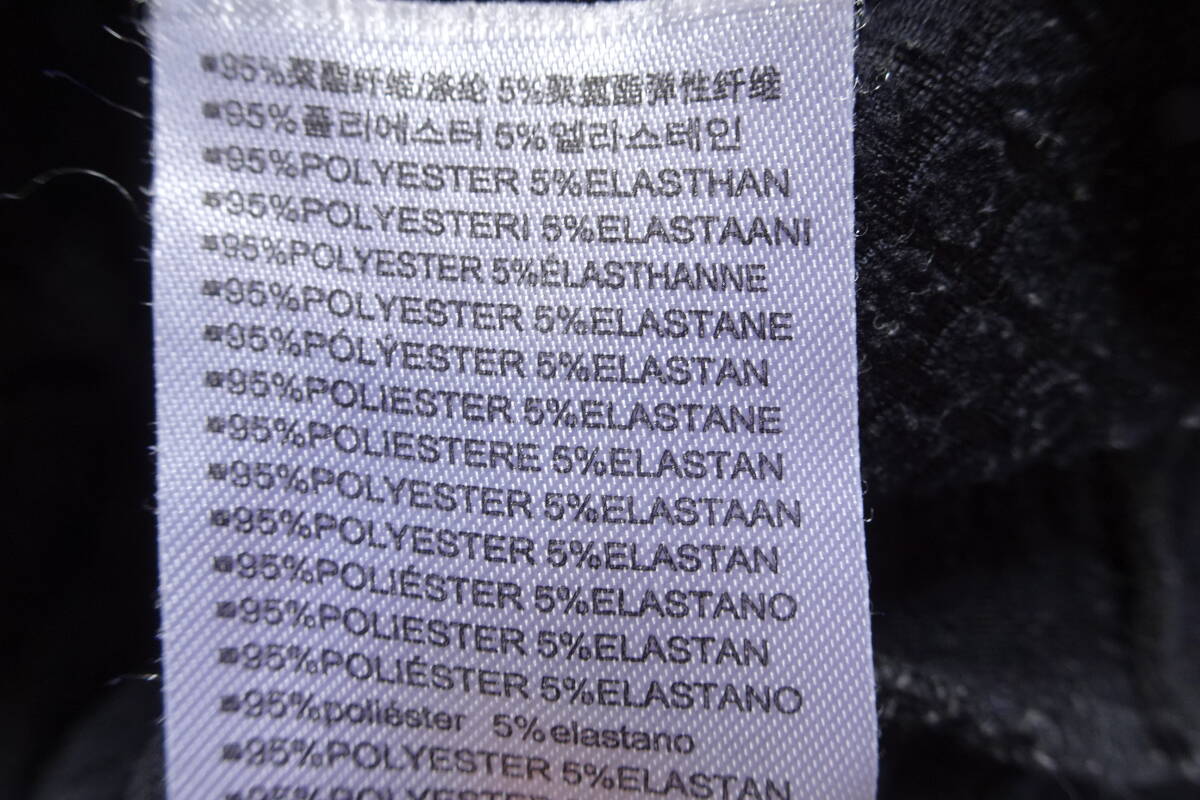 ■95%聚酯纤维/涤纶 5%聚氨酯弹性纤维
■95%폴리에스터 5%엘라스테인
■95%POLYESTER 5%ELASTHAN
■95%POLYESTERI 5%ELASTAANI
■95%POLYESTER 5%ÉLASTHANNE
■95%POLYESTER 5%ELASTANE
■95%POLYESTER 5%ELASTAN
■95%POLIESTER 5%ELASTANE
■95%POLIESTERE 5%ELASTAN
■95%POLYESTER 5%ELASTAAN
■95%POLYESTER 5%ELASTAN
■95%POLIÉSTER 5%ELASTANO
■95%POLIESTER 5%ELASTAN
■95%POLIÉSTER 5%ELASTANO
■95%poliéster 5%elastano
■95%POLYESTER 5%ELASTAN
95%POLYESTER